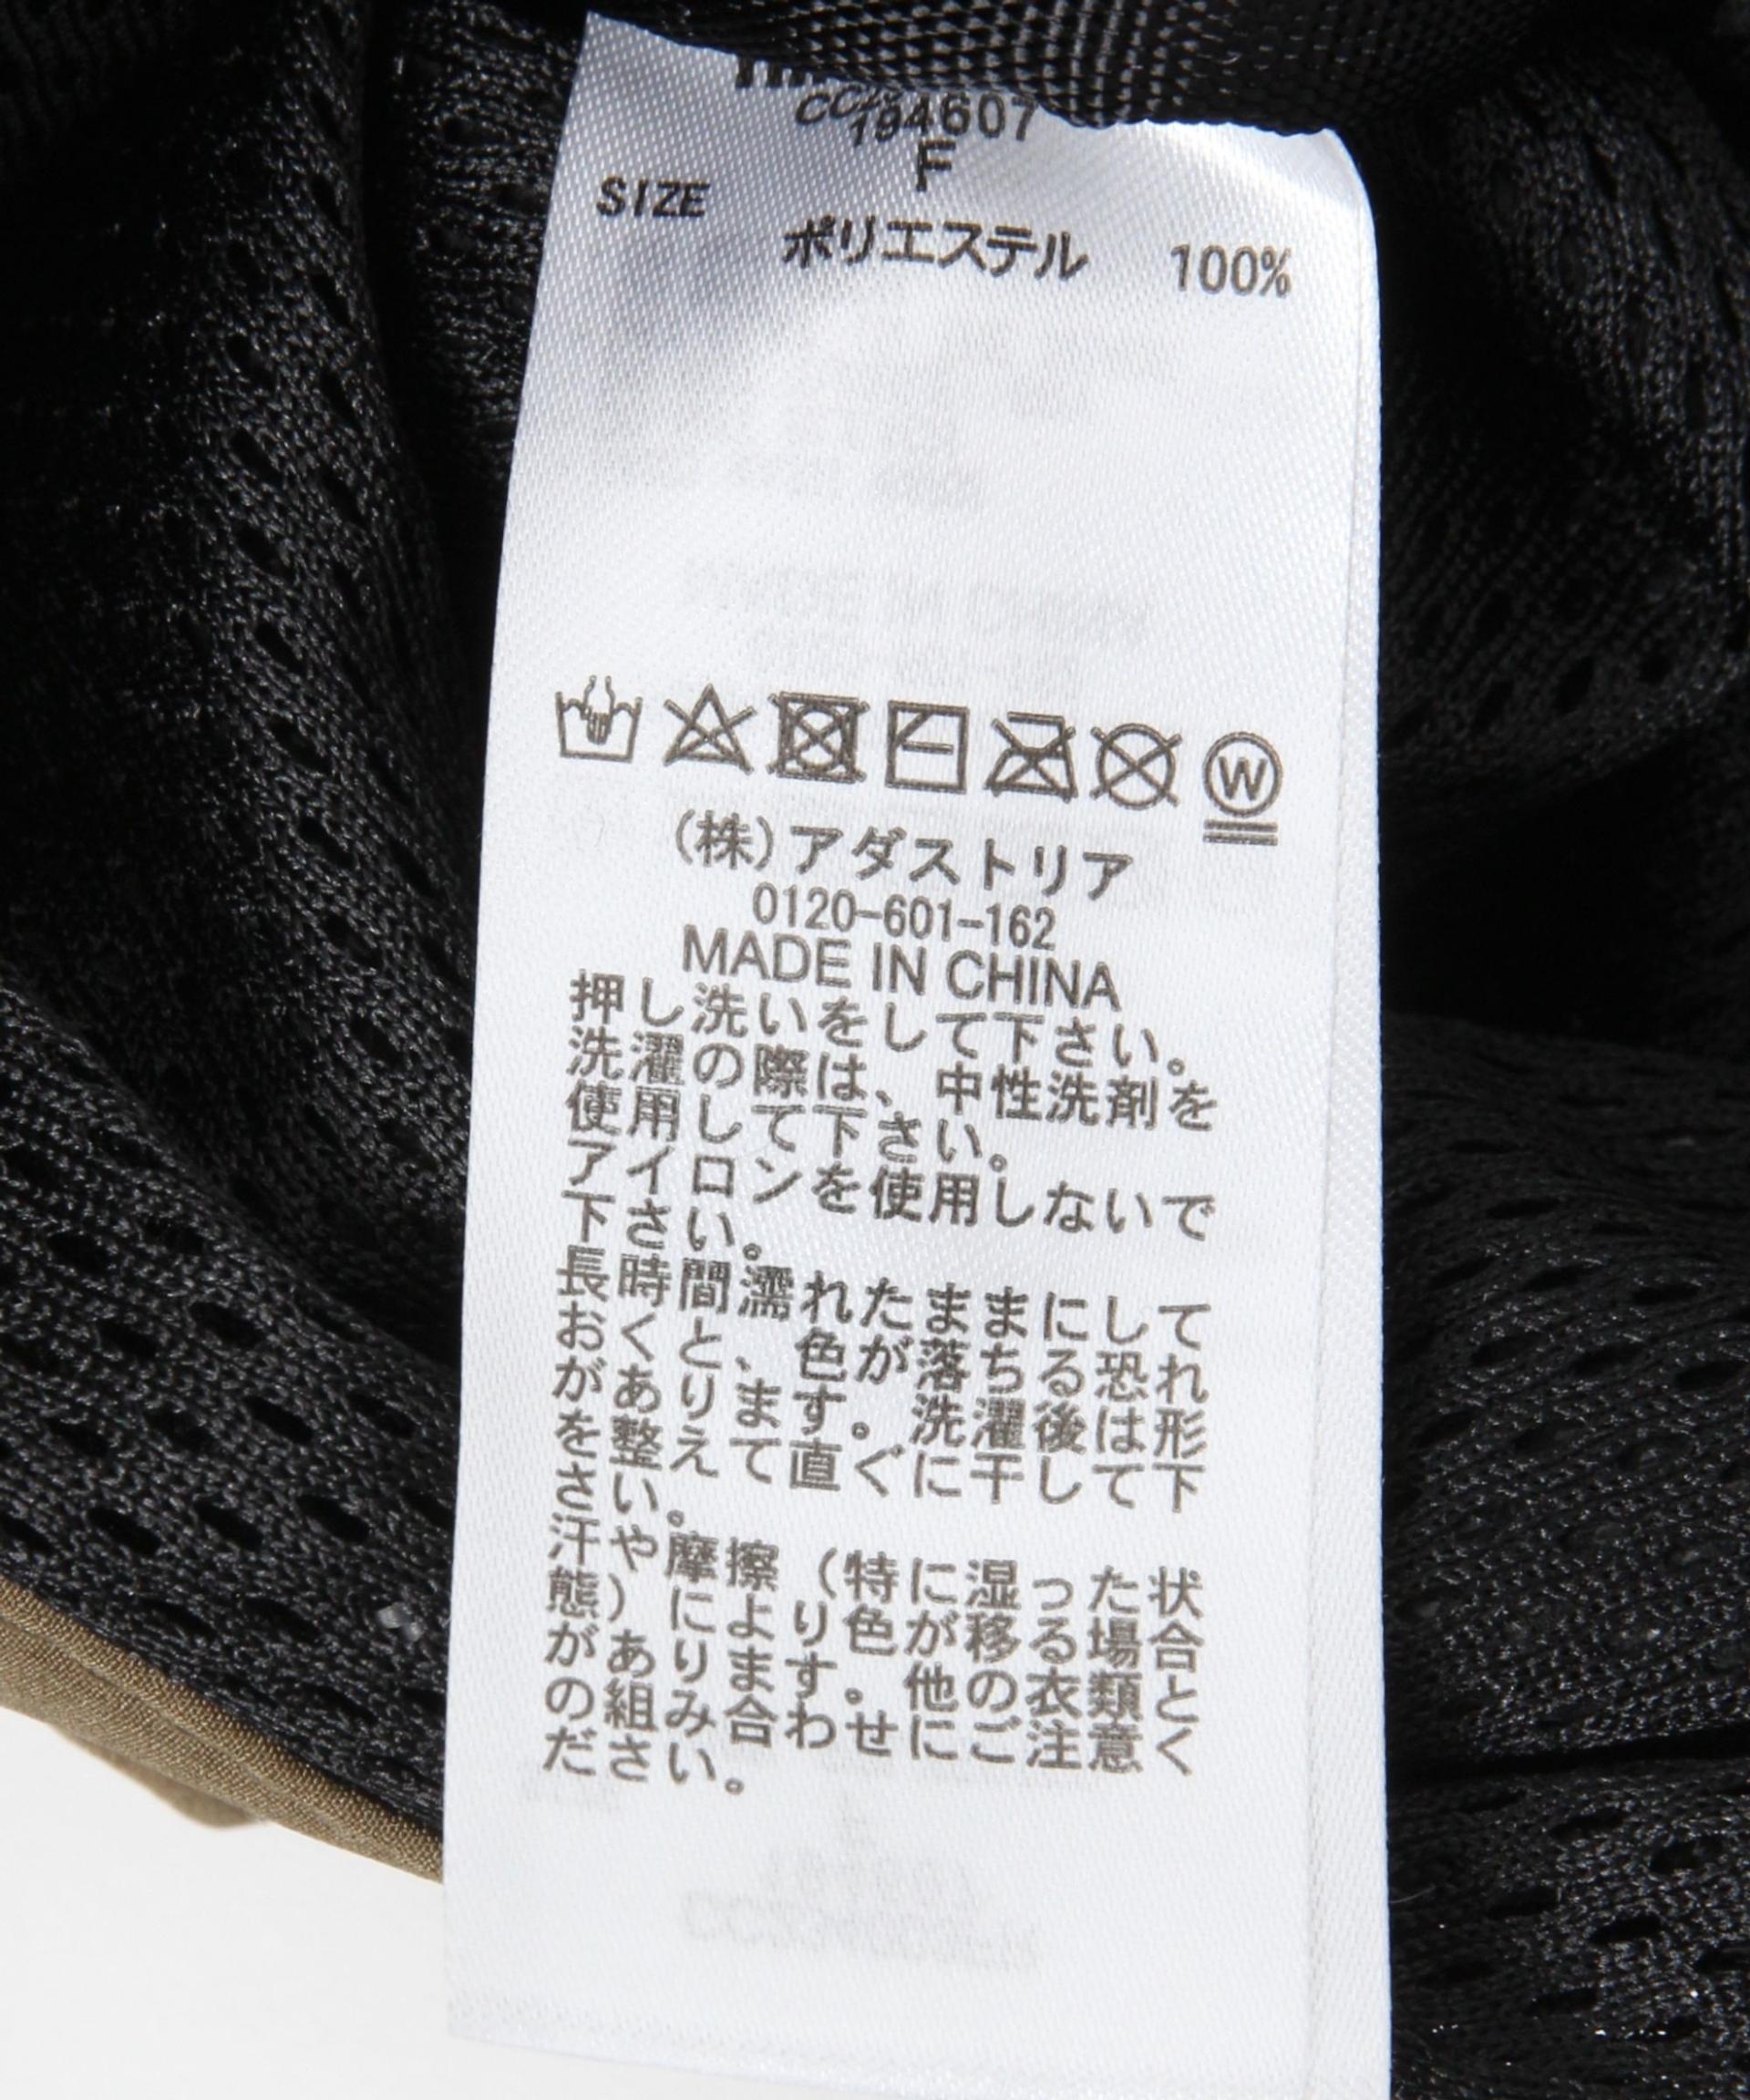 194607
F
SIZE
ポリエステル 100%
W
(株)アダストリア
0120-601-162
MADE IN CHINA
押し洗いをして下さい。
洗濯の際は、中性洗剤を
使用して下さい。
アイロンを使用しないで
下さい。
長時間濡れたままにして
おくと、色が落ちる恐れ
があります。洗濯後は形
を整えて直ぐに干して下
さい。
汗や摩擦(特に湿った状
態)により色が移る場合
があります。他の衣類と
の組み合わせにご注意く
ださい。